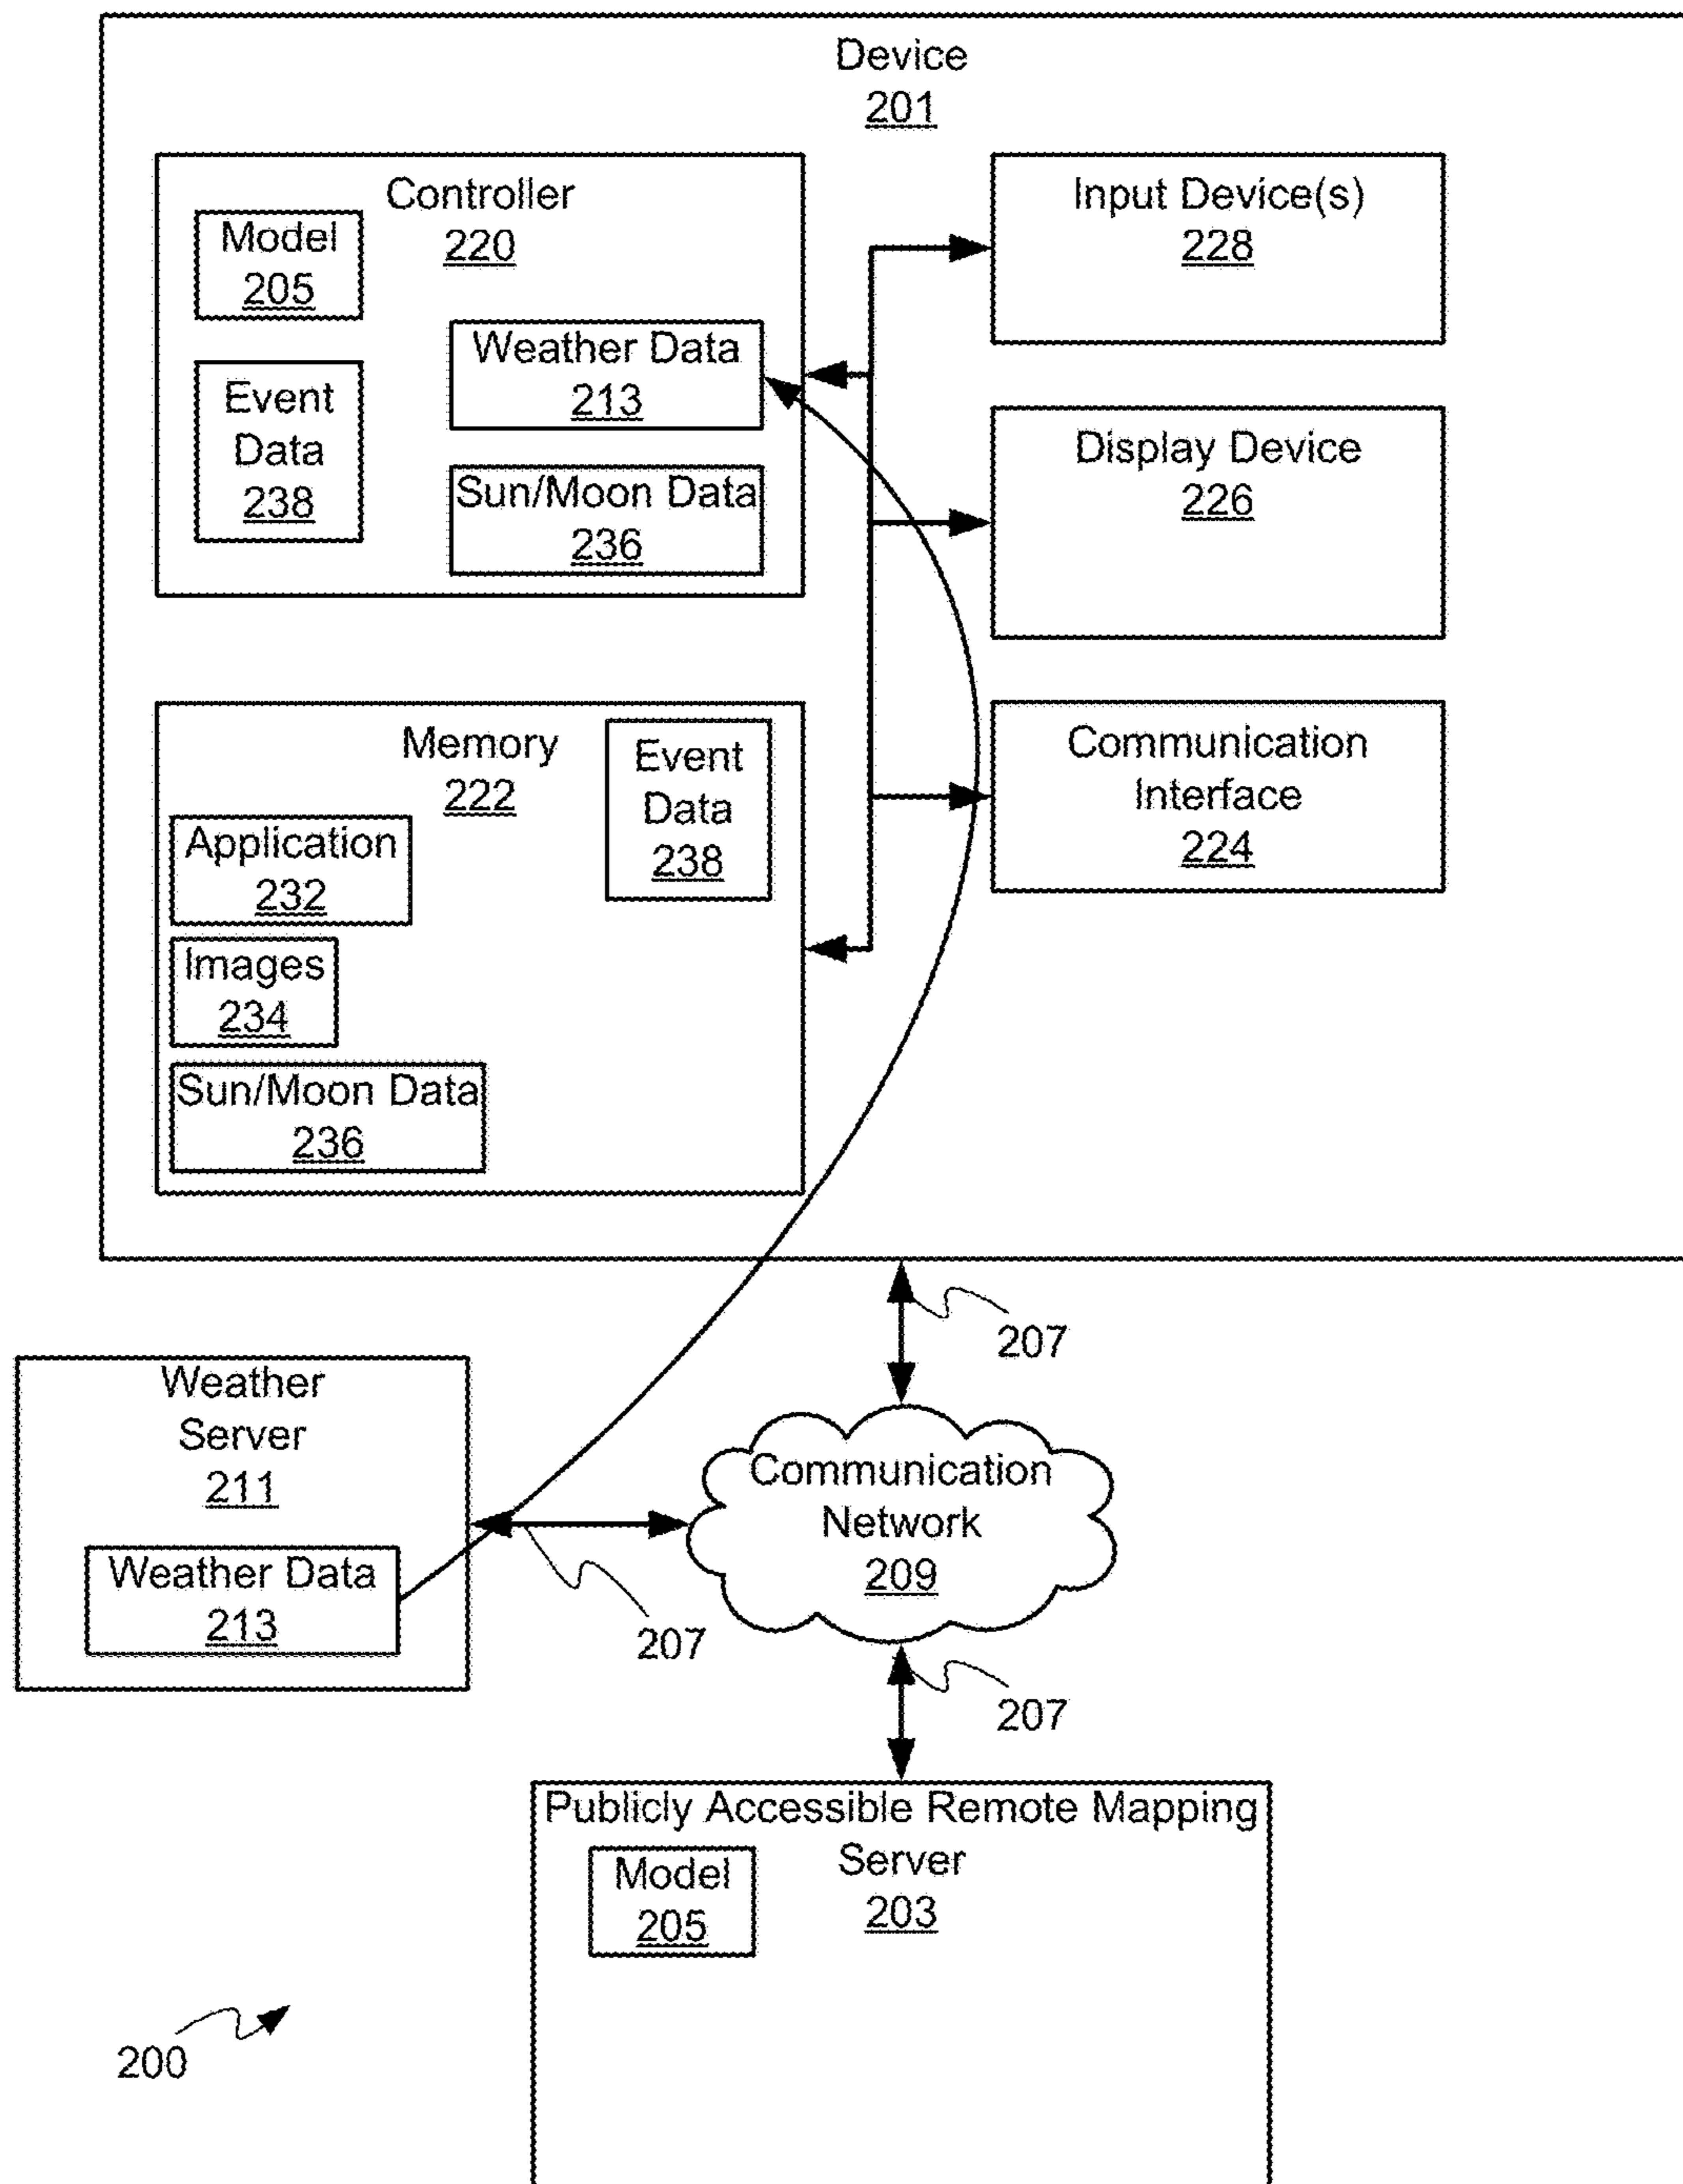 Device
201
Controller
220
Model
205
Weather Data
213
Event
Data
238
Sun/Moon Data
236
Input Device(s)
228
Display Device
226
Memory
222
Event
Data
238
Application
232
Images
234
Sun/Moon Data
236
Communication
Interface
224
207
Weather
Server
211
Weather Data
213
207
Communication
Network
209
207
Publicly Accessible Remote Mapping
Server
203
Model
205
200